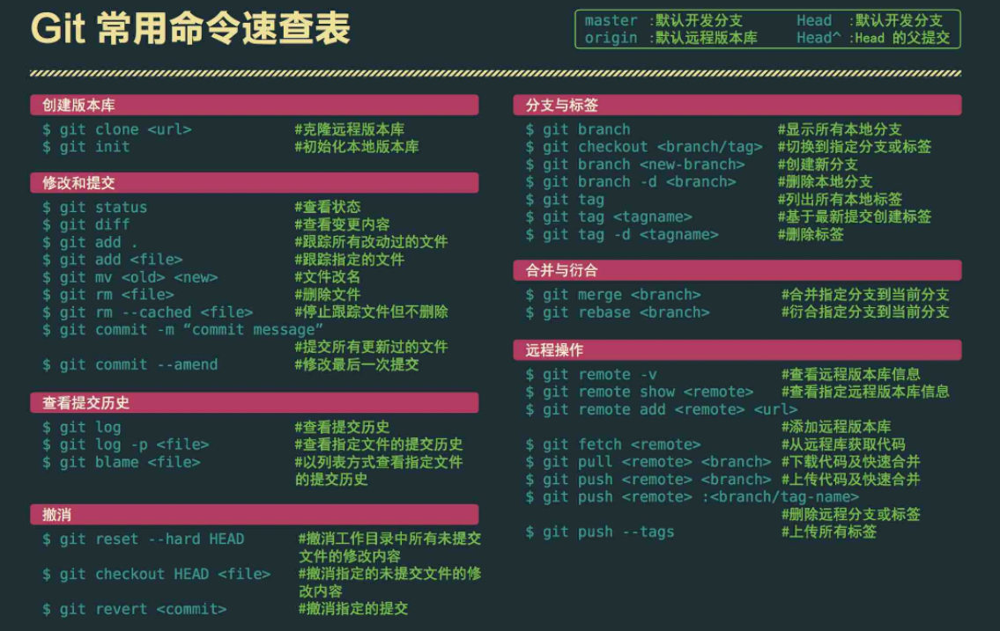 Git 常用命令速查表
master :默认开发分支 Head :默认开发分支
origin :默认远程版本库 Head^ :Head 的父提交
创建版本库
$ git clone <url> #克隆远程版本库
$ git init #初始化本地版本库
修改和提交
$ git status #查看状态
$ git diff #查看变更内容
$ git add . #跟踪所有改动过的文件
$ git add <file> #跟踪指定的文件
$ git mv <old> <new> #文件改名
$ git rm <file> #删除文件
$ git rm --cached <file> #停止跟踪文件但不删除
$ git commit -m “commit message”
#提交所有更新过的文件
$ git commit --amend #修改最后一次提交
查看提交历史
$ git log #查看提交历史
$ git log -p <file> #查看指定文件的提交历史
$ git blame <file> #以列表方式查看指定文件
的提交历史
撤消
$ git reset --hard HEAD #撤消工作目录中所有未提交
文件的修改内容
$ git checkout HEAD <file> #撤消指定的未提交文件的修
改内容
$ git revert <commit> #撤消指定的提交
分支与标签
$ git branch #显示所有本地分支
$ git checkout <branch/tag> #切换到指定分支或标签
$ git branch <new-branch> #创建新分支
$ git branch -d <branch> #删除本地分支
$ git tag #列出所有本地标签
$ git tag <tagname> #基于最新提交创建标签
$ git tag -d <tagname> #删除标签
合并与衍合
$ git merge <branch> #合并指定分支到当前分支
$ git rebase <branch> #衍合指定分支到当前分支
远程操作
$ git remote -v #查看远程版本库信息
$ git remote show <remote> #查看指定远程版本库信息
$ git remote add <remote> <url>
#添加远程版本库
$ git fetch <remote> #从远程库获取代码
$ git pull <remote> <branch> #下载代码及快速合并
$ git push <remote> <branch> #上传代码及快速合并
$ git push <remote> :<branch/tag-name>
#删除远程分支或标签
$ git push --tags #上传所有标签